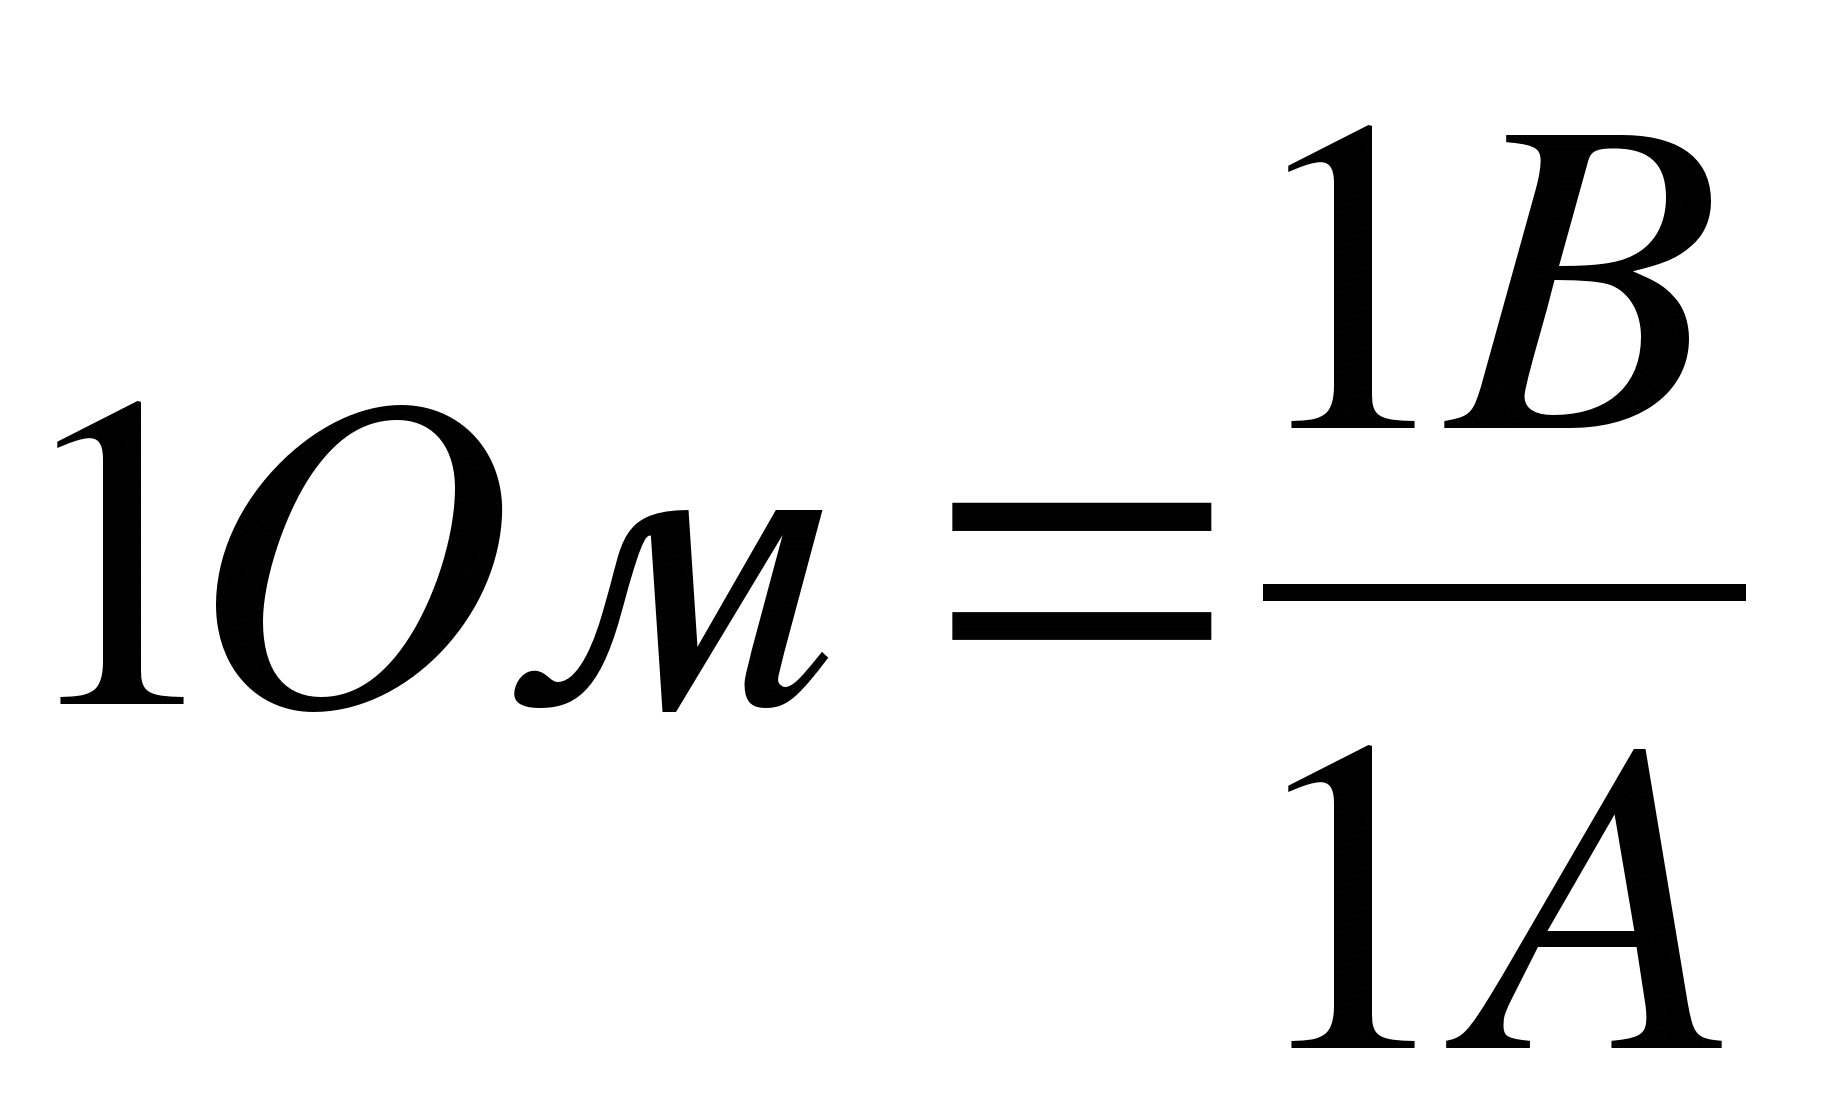 1Ом = 1В / 1А